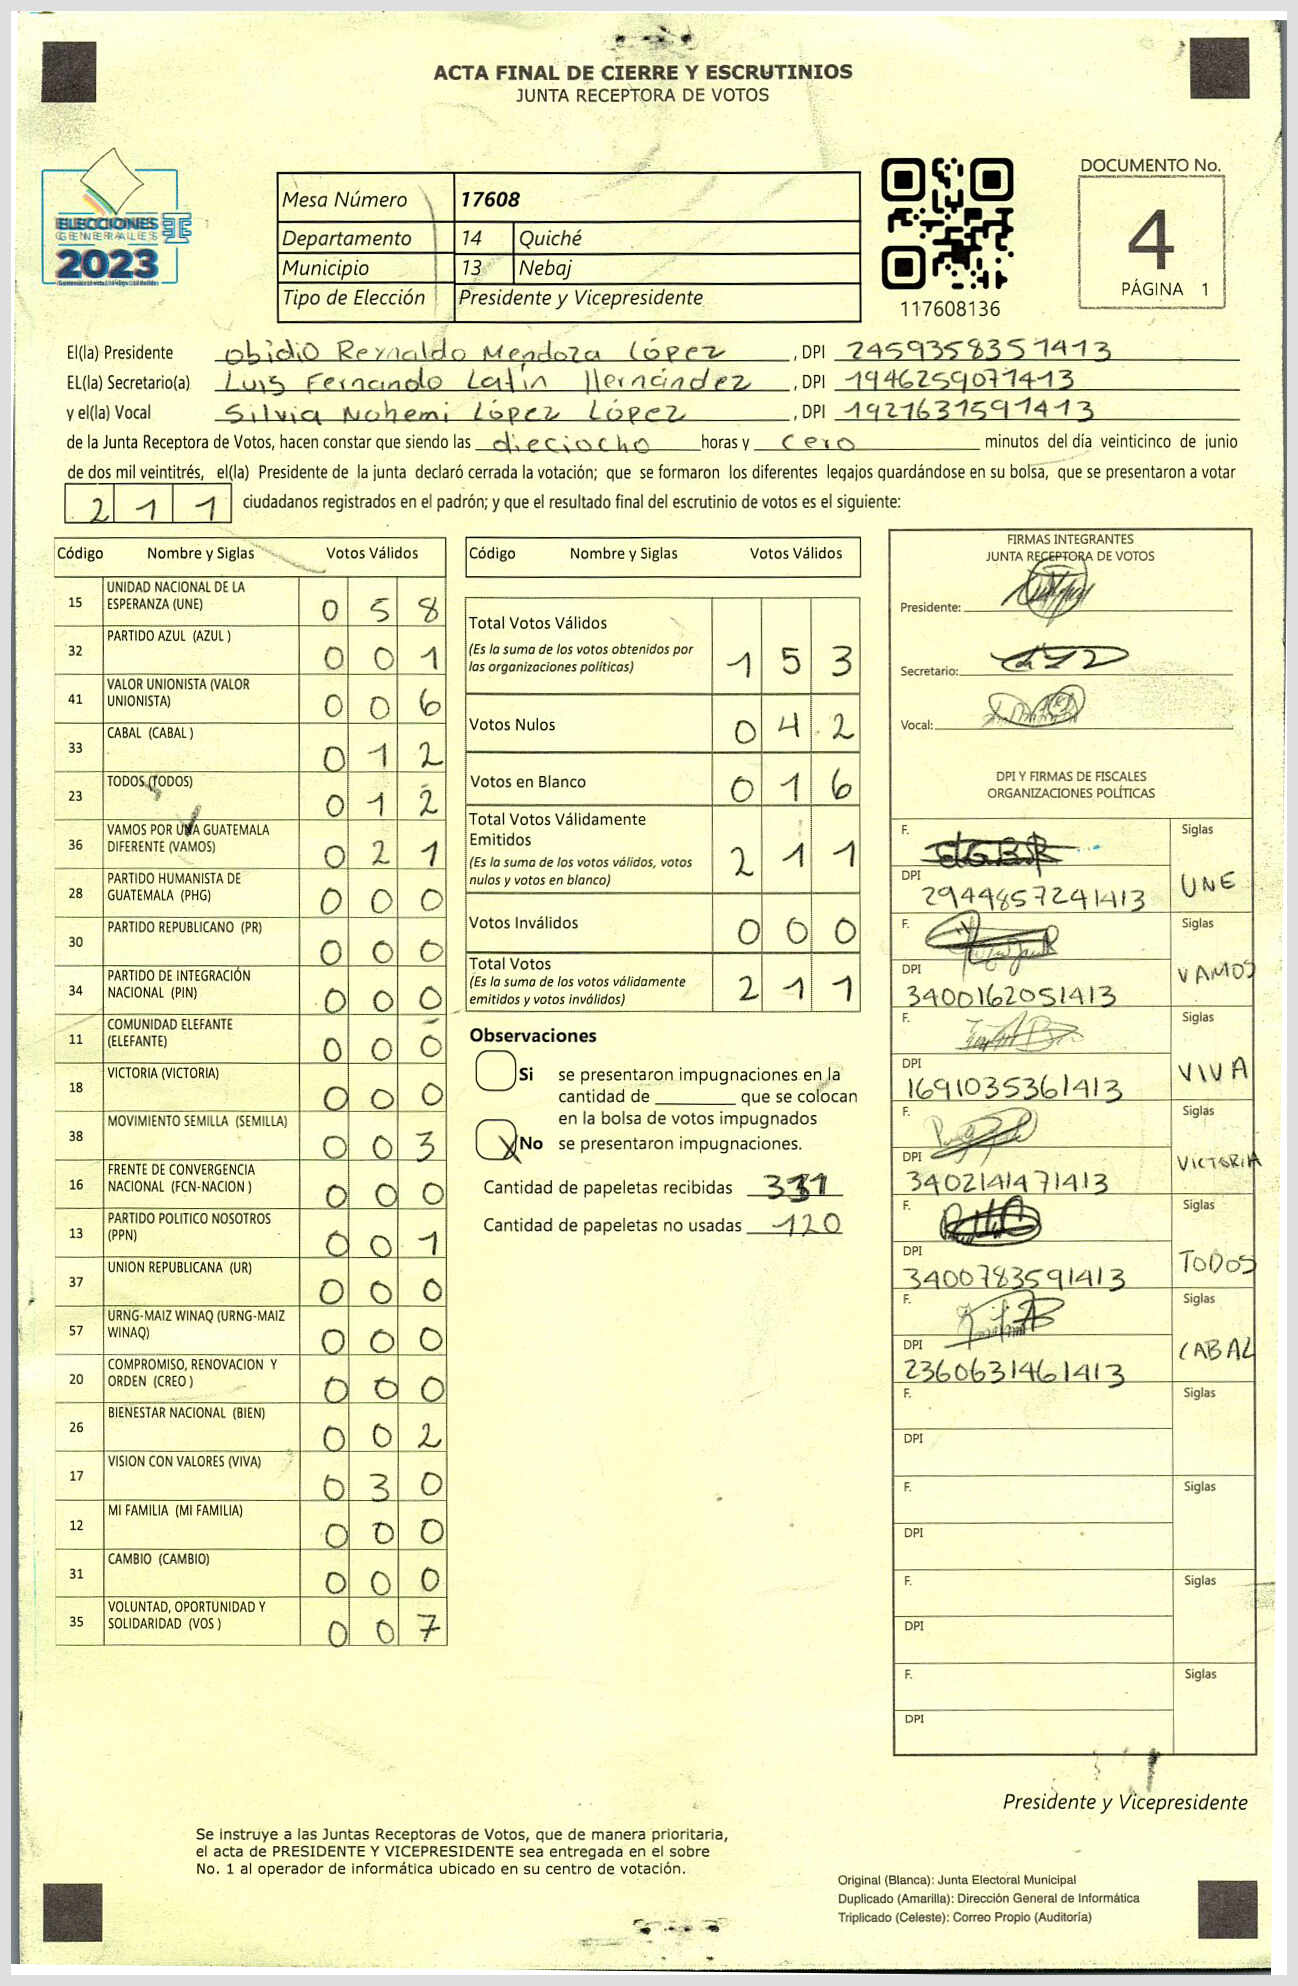 ACTA FINAL DE CIERRE Y ESCRUTINIOS
JUNTA RECEPTORA DE VOTOS
ELECCIONES
GENERALES
2023
Mesa Número 17608
Departamento 14 Quiché
Municipio 13 Nebaj
Tipo de Elección Presidente y Vicepresidente
117608136
DOCUMENTO No.
4
PÁGINA 1
El(la) Presidente Obidio Reynaldo Mendoza López, DPI 2459358351413
EL(la) Secretario(a) Luis Fernando Latín Hernández, DPI 1946259071413
y el(la) Vocal Silvia Nohemi López López, DPI 1921631591413
de la Junta Receptora de Votos, hacen constar que siendo las dieciocho horas y cero minutos del día veinticinco de junio
de dos mil veintitrés, el(la) Presidente de la junta declaró cerrada la votación; que se formaron los diferentes legajos guardándose en su bolsa, que se presentaron a votar
211 ciudadanos registrados en el padrón; y que el resultado final del escrutinio de votos es el siguiente:
Código Nombre y Siglas Votos Válidos
15 UNIDAD NACIONAL DE LA ESPERANZA (UNE) 0 5 8
32 PARTIDO AZUL (AZUL ) 0 0 1
41 VALOR UNIONISTA (VALOR UNIONISTA) 0 0 6
33 CABAL (CABAL ) 0 1 2
23 TODOS (TODOS) 0 1 2
36 VAMOS POR UNA GUATEMALA DIFERENTE (VAMOS) 0 2 1
28 PARTIDO HUMANISTA DE GUATEMALA (PHG) 0 0 0
30 PARTIDO REPUBLICANO (PR) 0 0 0
34 PARTIDO DE INTEGRACIÓN NACIONAL (PIN) 0 0 0
11 COMUNIDAD ELEFANTE (ELEFANTE) 0 0 0
18 VICTORIA (VICTORIA) 0 0 0
38 MOVIMIENTO SEMILLA (SEMILLA) 0 0 3
16 FRENTE DE CONVERGENCIA NACIONAL (FCN-NACION ) 0 0 0
13 PARTIDO POLITICO NOSOTROS (PPN) 0 0 1
37 UNION REPUBLICANA (UR) 0 0 0
57 URNG-MAIZ WINAQ (URNG-MAIZ WINAQ) 0 0 0
20 COMPROMISO, RENOVACION Y ORDEN (CREO ) 0 0 0
26 BIENESTAR NACIONAL (BIEN) 0 0 2
17 VISION CON VALORES (VIVA) 0 3 0
12 MI FAMILIA (MI FAMILIA) 0 0 0
31 CAMBIO (CAMBIO) 0 0 0
35 VOLUNTAD, OPORTUNIDAD Y SOLIDARIDAD (VOS ) 0 0 7
Código Nombre y Siglas Votos Válidos
Total Votos Válidos 1 5 3
(Es la suma de los votos obtenidos por
las organizaciones políticas)
Votos Nulos 0 4 2
Votos en Blanco 0 1 6
Total Votos Válidamente
Emitidos 2 1 1
(Es la suma de los votos válidos, votos
nulos y votos en blanco)
Votos Inválidos 0 0 0
Total Votos 2 1 1
(Es la suma de los votos válidamente
emitidos y votos inválidos)
Observaciones
Si se presentaron impugnaciones en la
cantidad de ________ que se colocan
en la bolsa de votos impugnados
X No se presentaron impugnaciones.
Cantidad de papeletas recibidas 331
Cantidad de papeletas no usadas 120
FIRMAS INTEGRANTES
JUNTA RECEPTORA DE VOTOS
Presidente:
Secretario:
Vocal:
DPI Y FIRMAS DE FISCALES
ORGANIZACIONES POLÍTICAS
F. Siglas
DPI 2944857241413 UNE
F. Siglas
DPI 3400162051413 VAMOS
F. Siglas
DPI 1691035361413 VIVA
F. Siglas
DPI 3402141471413 VICTORIA
F. Siglas
DPI 3400783591413 TODOS
F. Siglas
DPI 2360631461413 CABAL
F. Siglas
DPI
F. Siglas
DPI
F. Siglas
DPI
F. Siglas
DPI
Presidente y Vicepresidente
Se instruye a las Juntas Receptoras de Votos, que de manera prioritaria,
el acta de PRESIDENTE Y VICEPRESIDENTE sea entregada en el sobre
No. 1 al operador de informática ubicado en su centro de votación.
Original (Blanca): Junta Electoral Municipal
Duplicado (Amarilla): Dirección General de Informática
Triplicado (Celeste): Correo Propio (Auditoría)